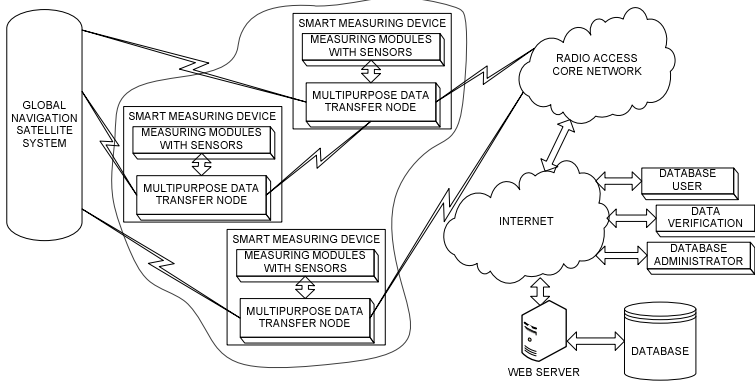 GLOBAL
NAVIGATION
SATELLITE
SYSTEM
SMART MEASURING DEVICE
MEASURING MODULES
WITH SENSORS
MULTIPURPOSE DATA
TRANSFER NODE
SMART MEASURING DEVICE
MEASURING MODULES
WITH SENSORS
MULTIPURPOSE DATA
TRANSFER NODE
SMART MEASURING DEVICE
MEASURING MODULES
WITH SENSORS
MULTIPURPOSE DATA
TRANSFER NODE
RADIO ACCESS
CORE NETWORK
INTERNET
DATABASE
USER
DATA
VERIFICATION
DATABASE
ADMINISTRATOR
WEB SERVER
DATABASE